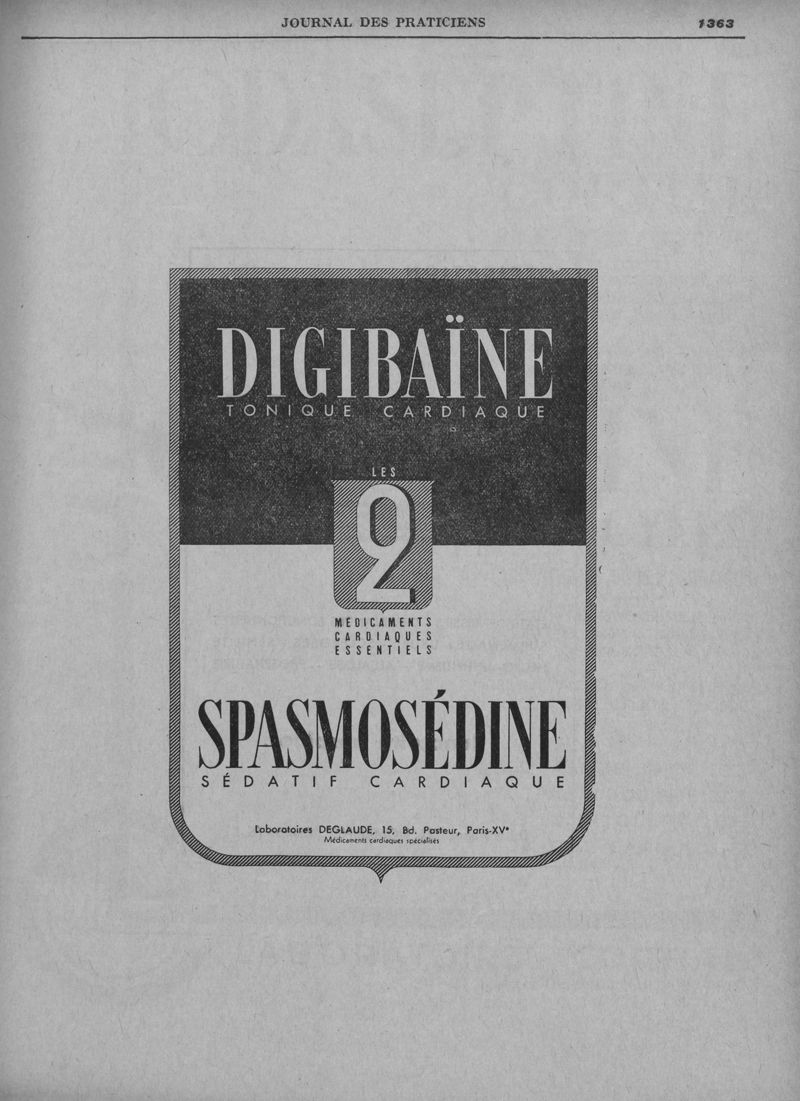 JOURNAL DES PRATICIENS 1363
DIGIBAÏNE
TONIQUE CARDIAQUE
LES
2
MÉDICAMENTS
CARDIAQUES
ESSENTIELS
SPASMOSÉDINE
SÉDATIF CARDIAQUE
Laboratoires DEGLAUDE, 15, Bd. Pasteur, Paris-XVᵉ
Médicaments cardiaques spécialisés